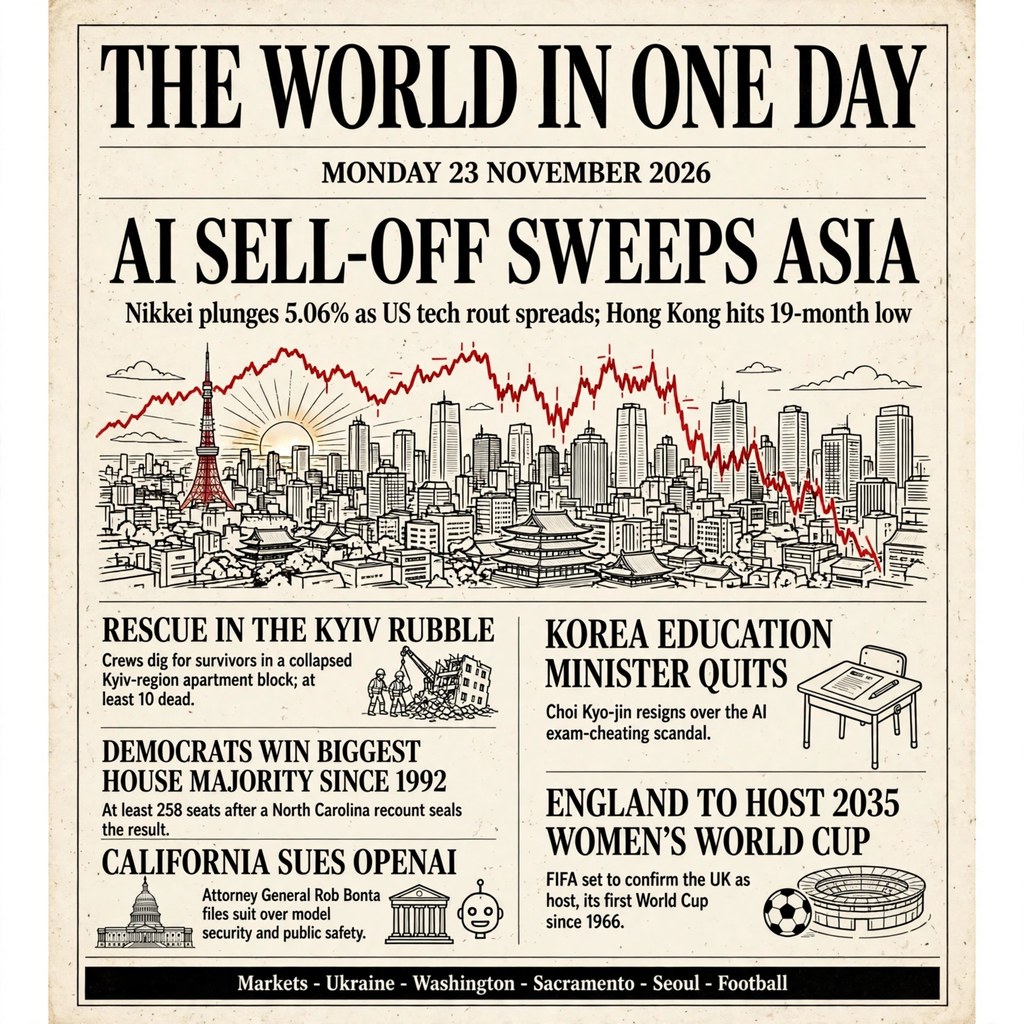 THE WORLD IN ONE DAY
MONDAY 23 NOVEMBER 2026
AI SELL-OFF SWEEPS ASIA
Nikkei plunges 5.06% as US tech rout spreads; Hong Kong hits 19-month low
RESCUE IN THE KYIV RUBBLE
Crews dig for survivors in a collapsed
Kyiv-region apartment block; at
least 10 dead.
DEMOCRATS WIN BIGGEST
HOUSE MAJORITY SINCE 1992
At least 258 seats after a North Carolina recount seals
the result.
CALIFORNIA SUES OPENAI
Attorney General Rob Bonta
files suit over model
security and public safety.
KOREA EDUCATION
MINISTER QUITS
Choi Kyo-jin resigns over the AI
exam-cheating scandal.
ENGLAND TO HOST 2035
WOMEN'S WORLD CUP
FIFA set to confirm the UK as
host, its first World Cup
since 1966.
Markets - Ukraine - Washington - Sacramento - Seoul - Football